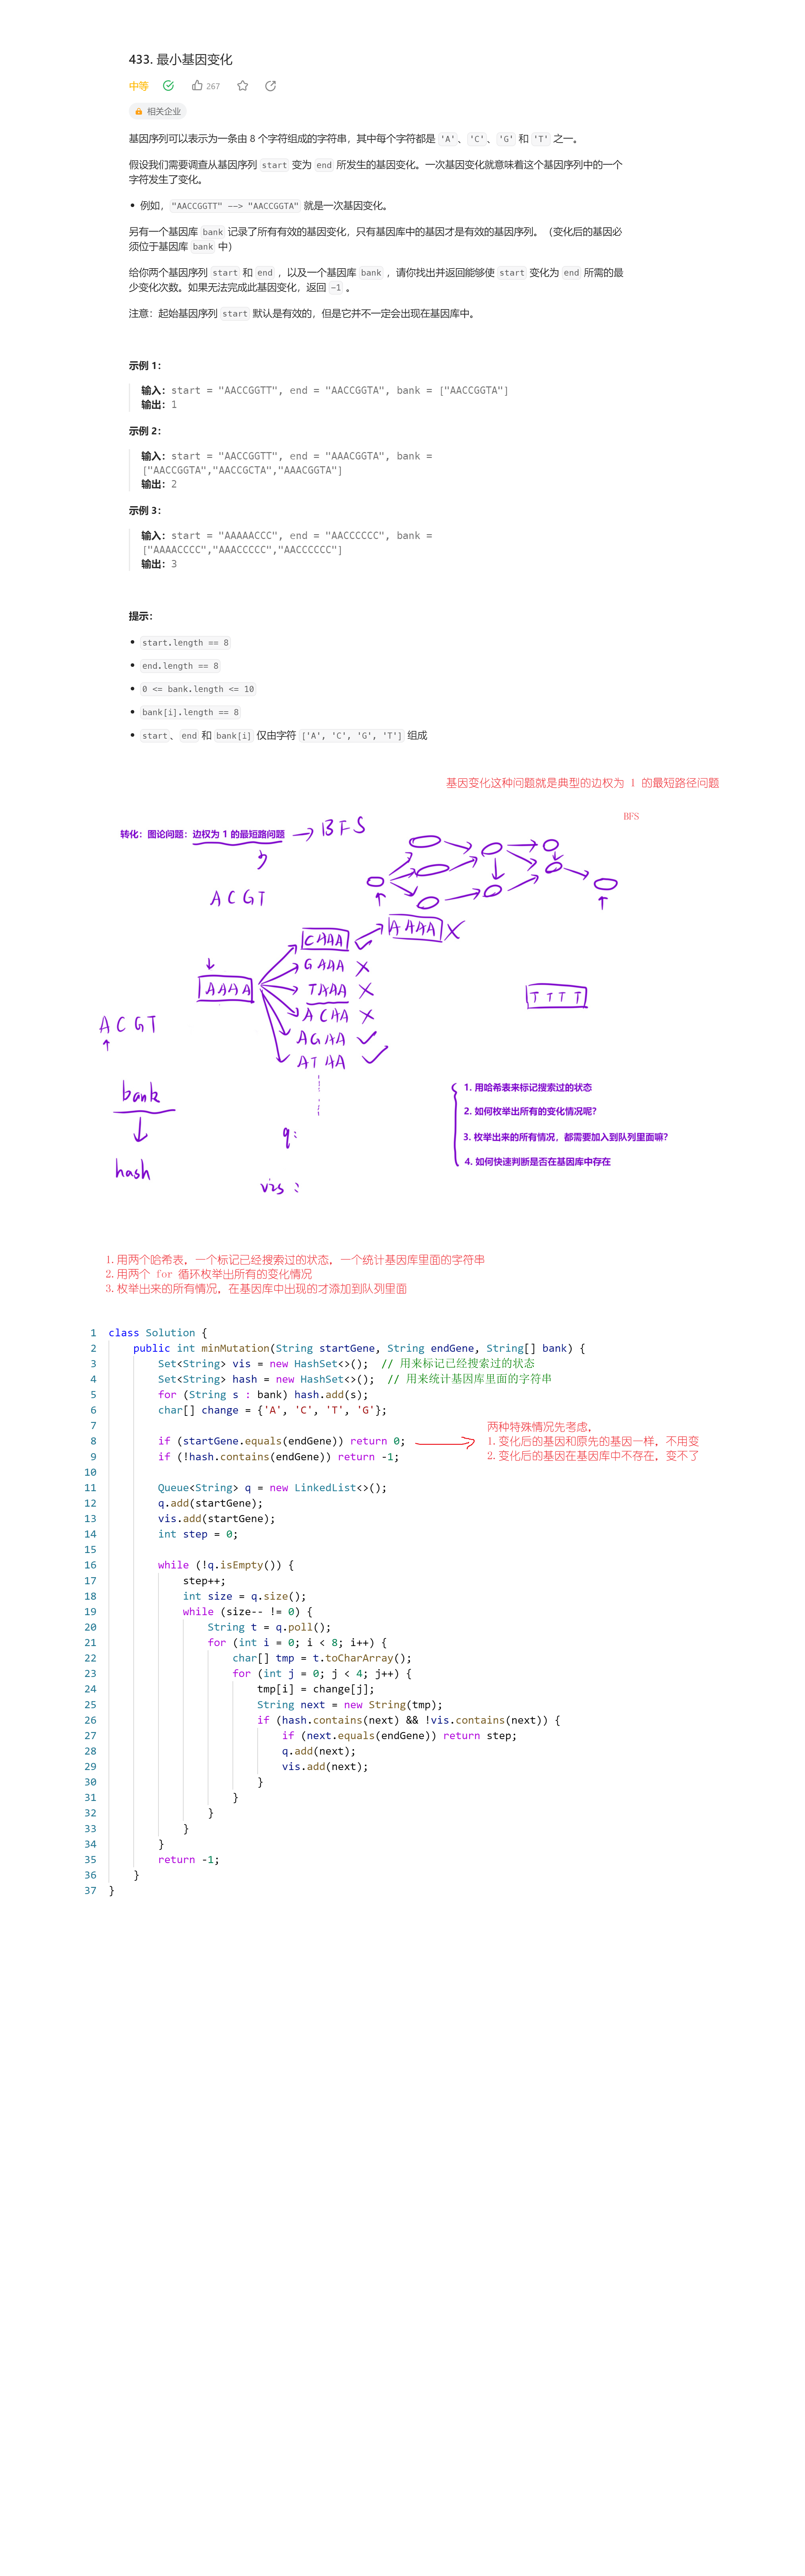 433. 最小基因变化
中等 267
相关企业
基因序列可以表示为一条由 8 个字符组成的字符串，其中每个字符都是 'A'、'C'、'G' 和 'T' 之一。
假设我们需要调查从基因序列 start 变为 end 所发生的基因变化。一次基因变化就意味着这个基因序列中的一个
字符发生了变化。
• 例如，"AACCGGTT" --> "AACCGGTA" 就是一次基因变化。
另有一个基因库 bank 记录了所有有效的基因变化，只有基因库中的基因才是有效的基因序列。（变化后的基因必
须位于基因库 bank 中）
给你两个基因序列 start 和 end ，以及一个基因库 bank ，请你找出并返回能够使 start 变化为 end 所需的最
少变化次数。如果无法完成此基因变化，返回 -1 。
注意：起始基因序列 start 默认是有效的，但是它并不一定会出现在基因库中。
示例 1：
输入：start = "AACCGGTT", end = "AACCGGTA", bank = ["AACCGGTA"]
输出：1
示例 2：
输入：start = "AACCGGTT", end = "AAACGGTA", bank =
["AACCGGTA","AACCGCTA","AAACGGTA"]
输出：2
示例 3：
输入：start = "AAAAACCC", end = "AACCCCCC", bank =
["AAAACCCC","AAACCCCC","AACCCCCC"]
输出：3
提示：
• start.length == 8
• end.length == 8
• 0 <= bank.length <= 10
• bank[i].length == 8
• start、end 和 bank[i] 仅由字符 ['A', 'C', 'G', 'T'] 组成
基因变化这种问题就是典型的边权为 1 的最短路径问题
BFS
转化：图论问题：边权为 1 的最短路问题 → BFS
ACGT
CAAA
AAAA
GAAA
AAAA
TAAA
TTTT
ACAA
ACGT
AGAA
ATAA
bank
hash
q:
vis:
1. 用哈希表来标记搜索过的状态
2. 如何枚举出所有的变化情况呢？
3. 枚举出来的所有情况，都需要加入到队列里面嘛？
4. 如何快速判断是否在基因库中存在
1. 用两个哈希表，一个标记已经搜索过的状态，一个统计基因库里面的字符串
2. 用两个 for 循环枚举出所有的变化情况
3. 枚举出来的所有情况，在基因库中出现的才添加到队列里面
1 class Solution {
2 public int minMutation(String startGene, String endGene, String[] bank) {
3 Set<String> vis = new HashSet<>(); // 用来标记已经搜索过的状态
4 Set<String> hash = new HashSet<>(); // 用来统计基因库里面的字符串
5 for (String s : bank) hash.add(s);
6 char[] change = {'A', 'C', 'T', 'G'};
7
8 if (startGene.equals(endGene)) return 0;
9 if (!hash.contains(endGene)) return -1;
两种特殊情况先考虑，
1. 变化后的基因和原先的基因一样，不用变
2. 变化后的基因在基因库中不存在，变不了
10
11 Queue<String> q = new LinkedList<>();
12 q.add(startGene);
13 vis.add(startGene);
14 int step = 0;
15
16 while (!q.isEmpty()) {
17 step++;
18 int size = q.size();
19 while (size-- != 0) {
20 String t = q.poll();
21 for (int i = 0; i < 8; i++) {
22 char[] tmp = t.toCharArray();
23 for (int j = 0; j < 4; j++) {
24 tmp[i] = change[j];
25 String next = new String(tmp);
26 if (hash.contains(next) && !vis.contains(next)) {
27 if (next.equals(endGene)) return step;
28 q.add(next);
29 vis.add(next);
30 }
31 }
32 }
33 }
34 }
35 return -1;
36 }
37 }